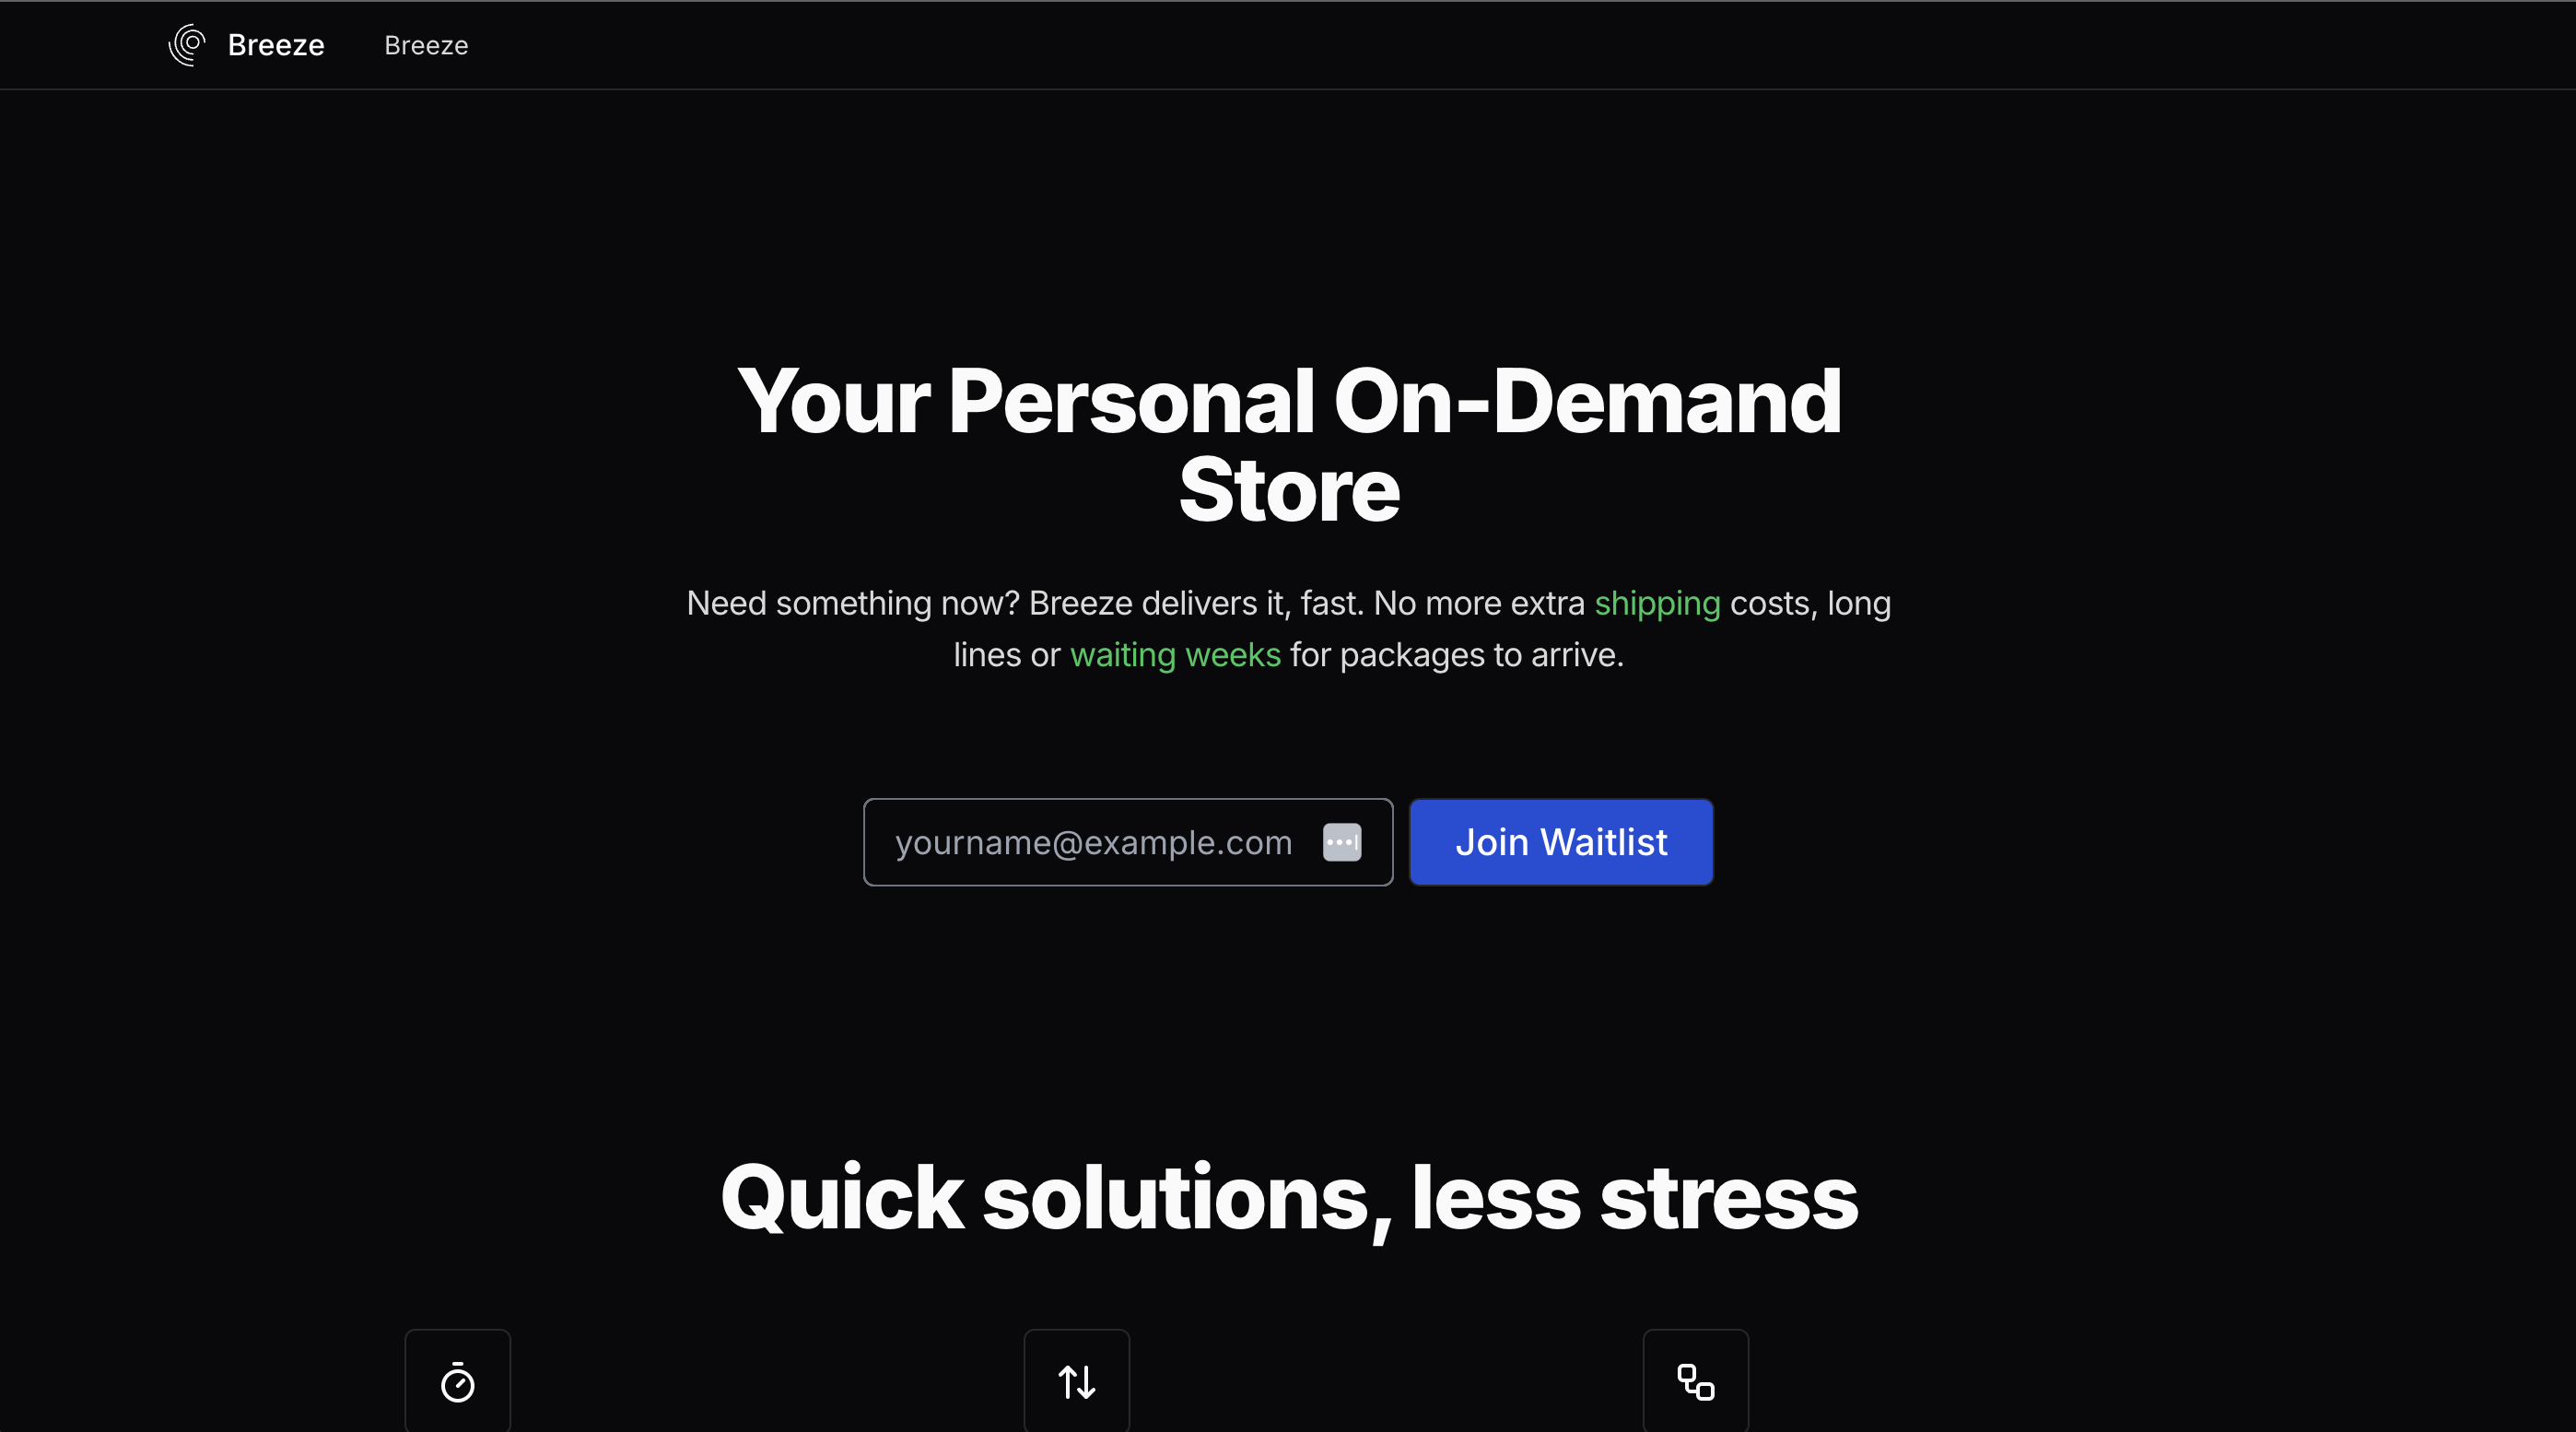 Breeze Breeze
Your Personal On-Demand
Store
Need something now? Breeze delivers it, fast. No more extra shipping costs, long
lines or waiting weeks for packages to arrive.
yourname@example.com Join Waitlist
Quick solutions, less stress